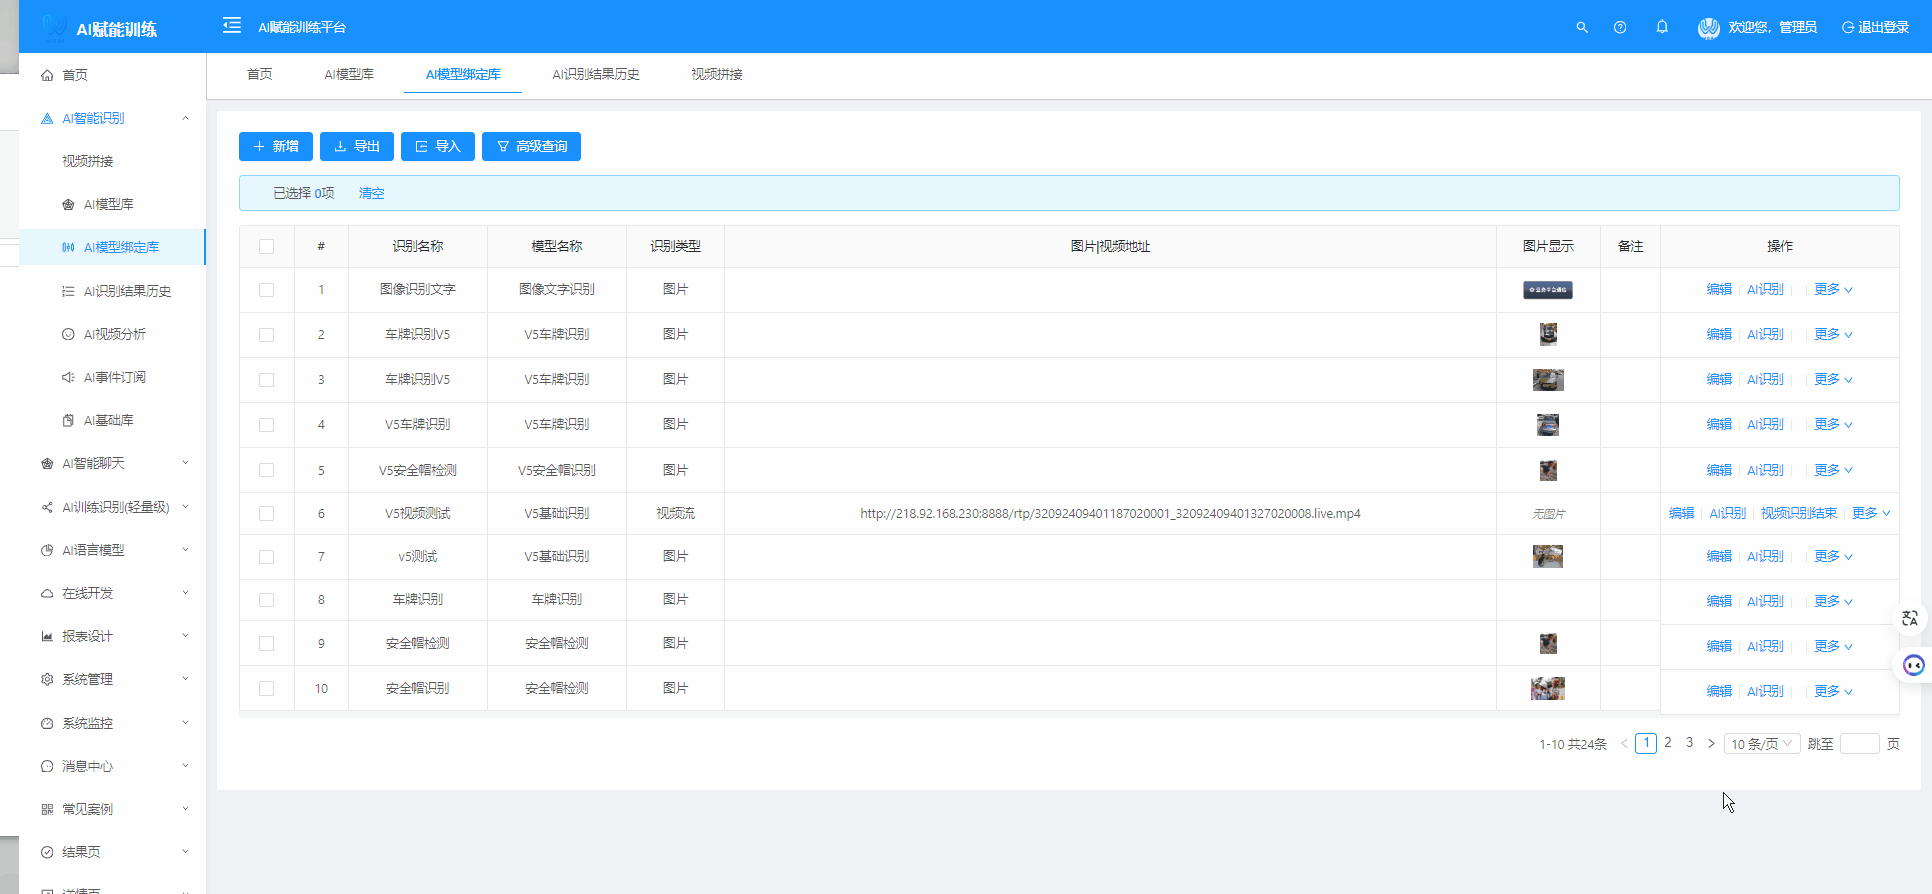 AI赋能训练
AI赋能训练平台
欢迎您，管理员
退出登录
首页
AI智能识别
视频拼接
AI模型库
AI模型绑定库
AI识别结果历史
AI视频分析
AI事件订阅
AI基础库
AI智能聊天
AI训练识别(轻量级)
AI语言模型
在线开发
报表设计
系统管理
系统监控
消息中心
常见案例
结果页
详情页
首页 AI模型库 AI模型绑定库 AI识别结果历史 视频拼接
新增 导出 导入 高级查询
已选择 0项 清空
# 识别名称 模型名称 识别类型 图片|视频地址 图片显示 备注 操作
1 图像识别文字 图像文字识别 图片 编辑 AI识别 更多
2 车牌识别V5 V5车牌识别 图片 编辑 AI识别 更多
3 车牌识别V5 V5车牌识别 图片 编辑 AI识别 更多
4 V5车牌识别 V5车牌识别 图片 编辑 AI识别 更多
5 V5安全帽检测 V5安全帽识别 图片 编辑 AI识别 更多
6 V5视频测试 V5基础识别 视频流 http://218.92.168.230:8888/rtp/32092409401187020001_32092409401327020008.live.mp4 无图片 编辑 AI识别 视频识别结束 更多
7 v5测试 V5基础识别 图片 编辑 AI识别 更多
8 车牌识别 车牌识别 图片 编辑 AI识别 更多
9 安全帽检测 安全帽检测 图片 编辑 AI识别 更多
10 安全帽识别 安全帽检测 图片 编辑 AI识别 更多
1-10 共24条 < 1 2 3 > 10 条/页 跳至 页